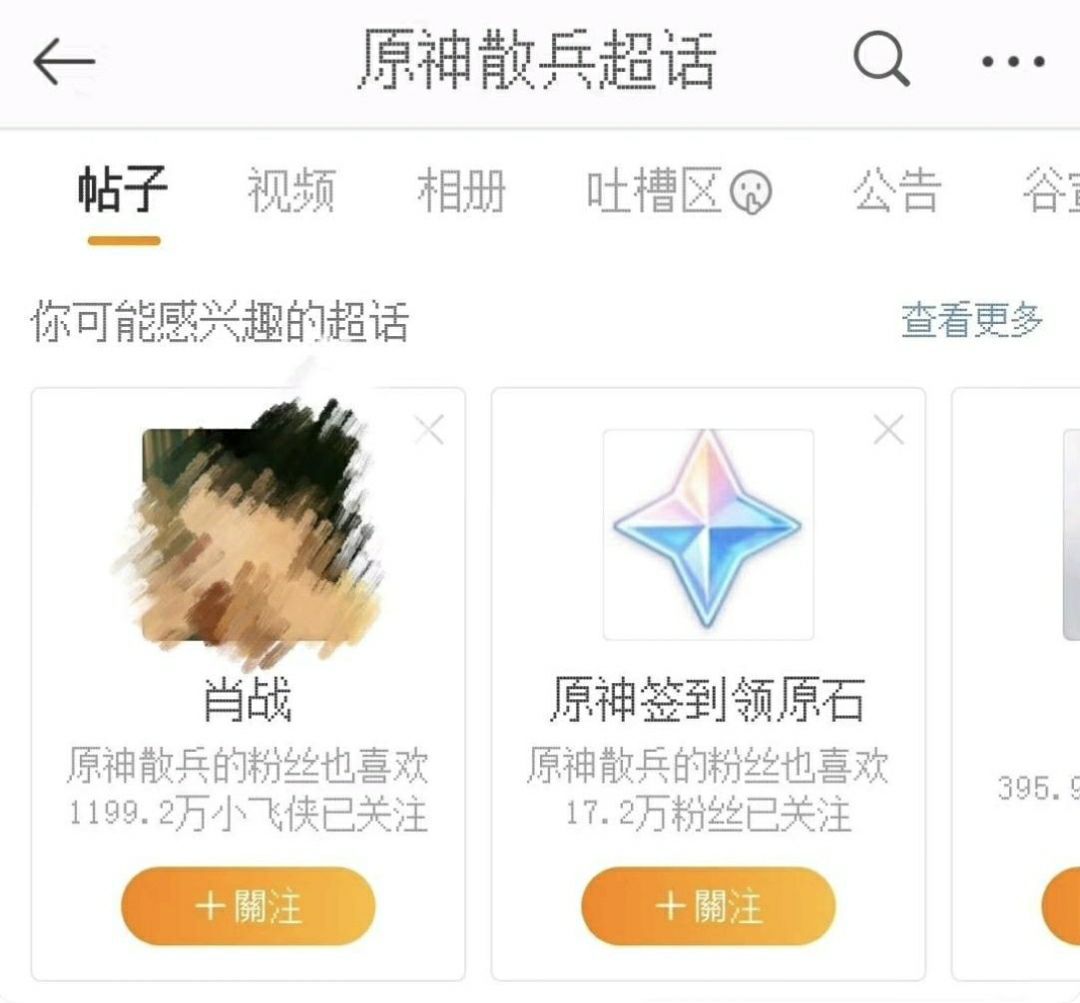 原神散兵超话
帖子 视频 相册 吐槽区 公告 谷
你可能感兴趣的超话 查看更多
肖战
原神散兵的粉丝也喜欢
1199.2万小飞侠已关注
+關注
原神签到领原石
原神散兵的粉丝也喜欢
17.2万粉丝已关注
+關注
395.9